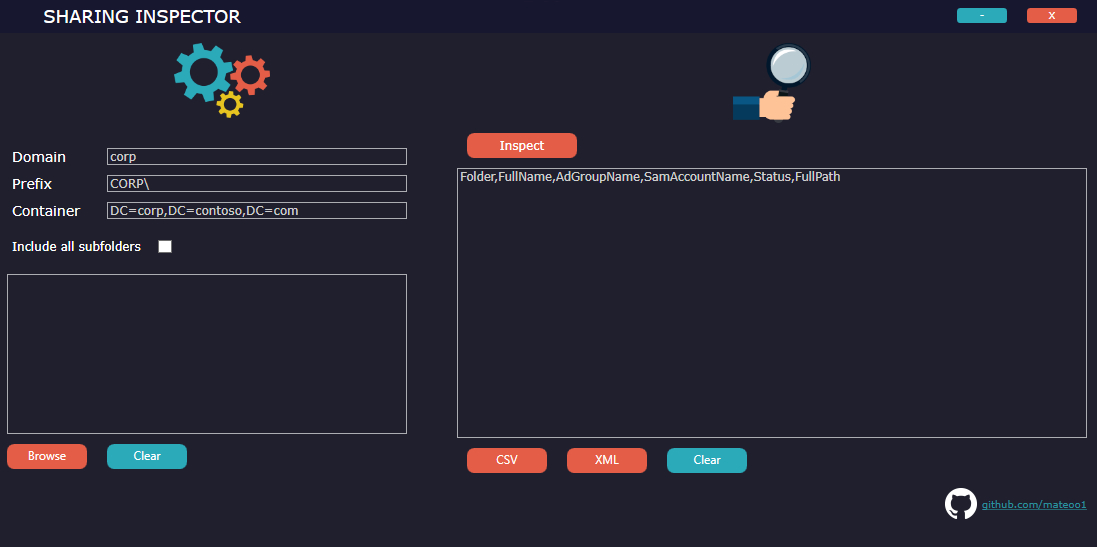 SHARING INSPECTOR
-
X
Domain
corp
Prefix
CORP\
Container
DC=corp,DC=contoso,DC=com
Include all subfolders
Browse
Clear
Inspect
Folder,FullName,AdGroupName,SamAccountName,Status,FullPath
CSV
XML
Clear
github.com/mateoo1